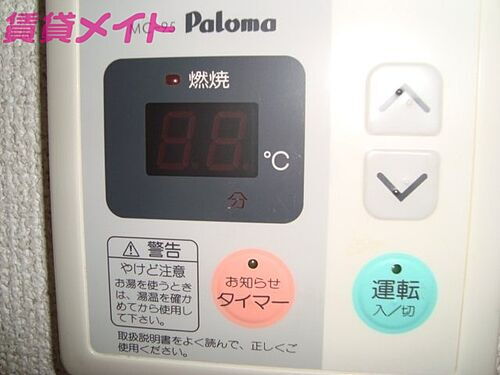 賃貸メイト
MC-95 Paloma
燃焼
88
℃
分
警告
やけど注意
お湯を使うとき
は、湯温を確か
めてから使用し
て下さい。
お知らせ
タイマー
運転
入/切
取扱説明書をよく読んで、正しくご
使用ください。